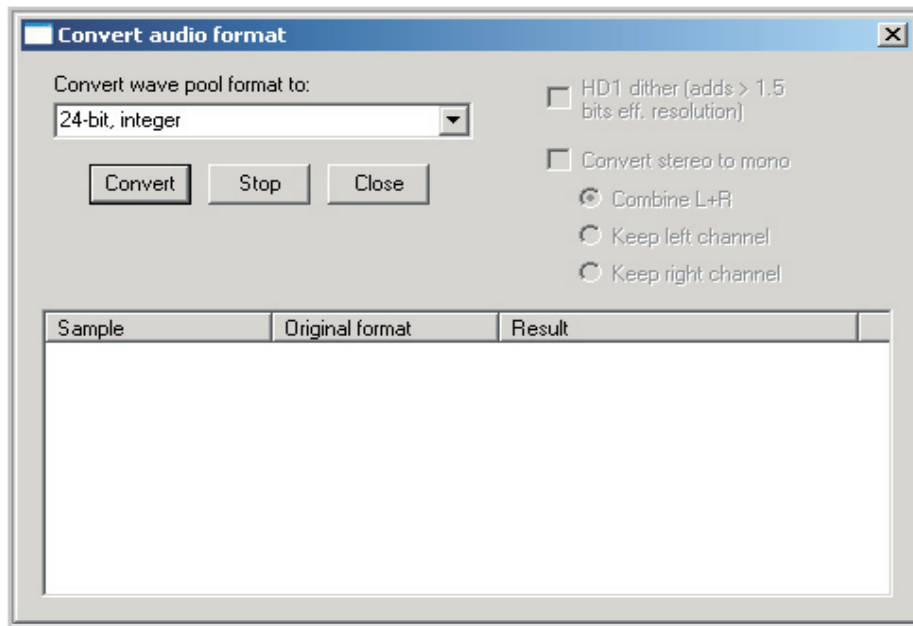 Convert audio format
Convert wave pool format to:
24-bit, integer
Convert
Stop
Close
HD1 dither (adds > 1.5
bits eff. resolution)
Convert stereo to mono
Combine L+R
Keep left channel
Keep right channel
Sample
Original format
Result